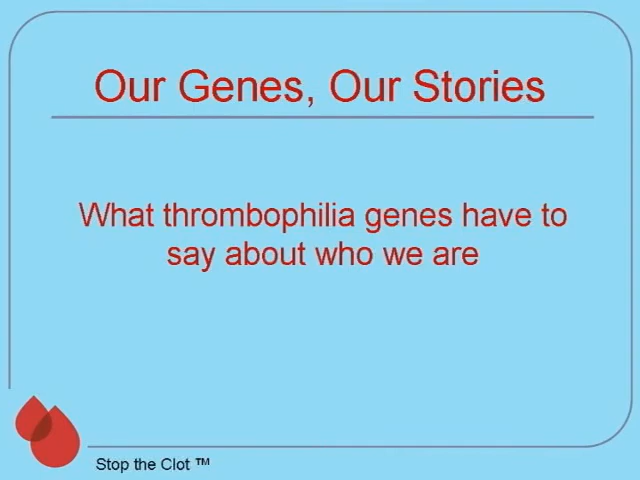 Our Genes, Our Stories
What thrombophilia genes have to
say about who we are
Stop the Clot ™